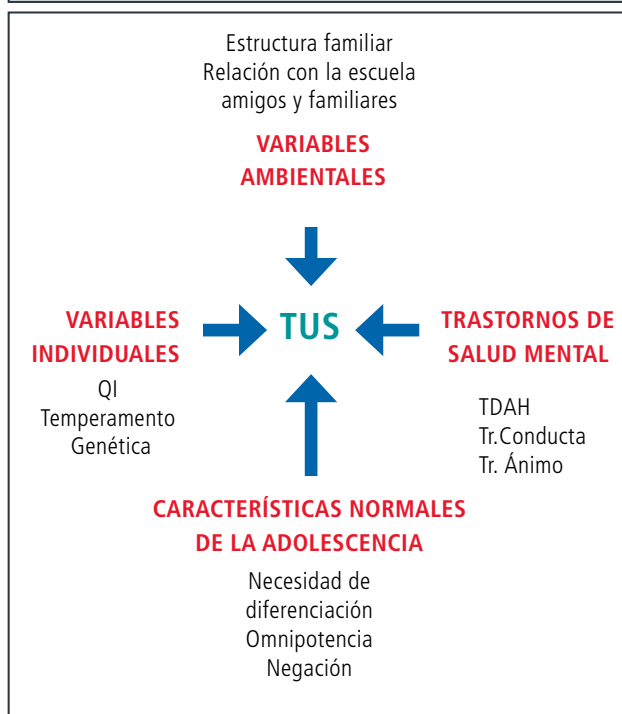 Estructura familiar
Relación con la escuela
amigos y familiares
VARIABLES
AMBIENTALES
VARIABLES
INDIVIDUALES
QI
Temperamento
Genética
TUS
TRASTORNOS DE
SALUD MENTAL
TDAH
Tr.Conducta
Tr. Ánimo
CARACTERÍSTICAS NORMALES
DE LA ADOLESCENCIA
Necesidad de
diferenciación
Omnipotencia
Negación